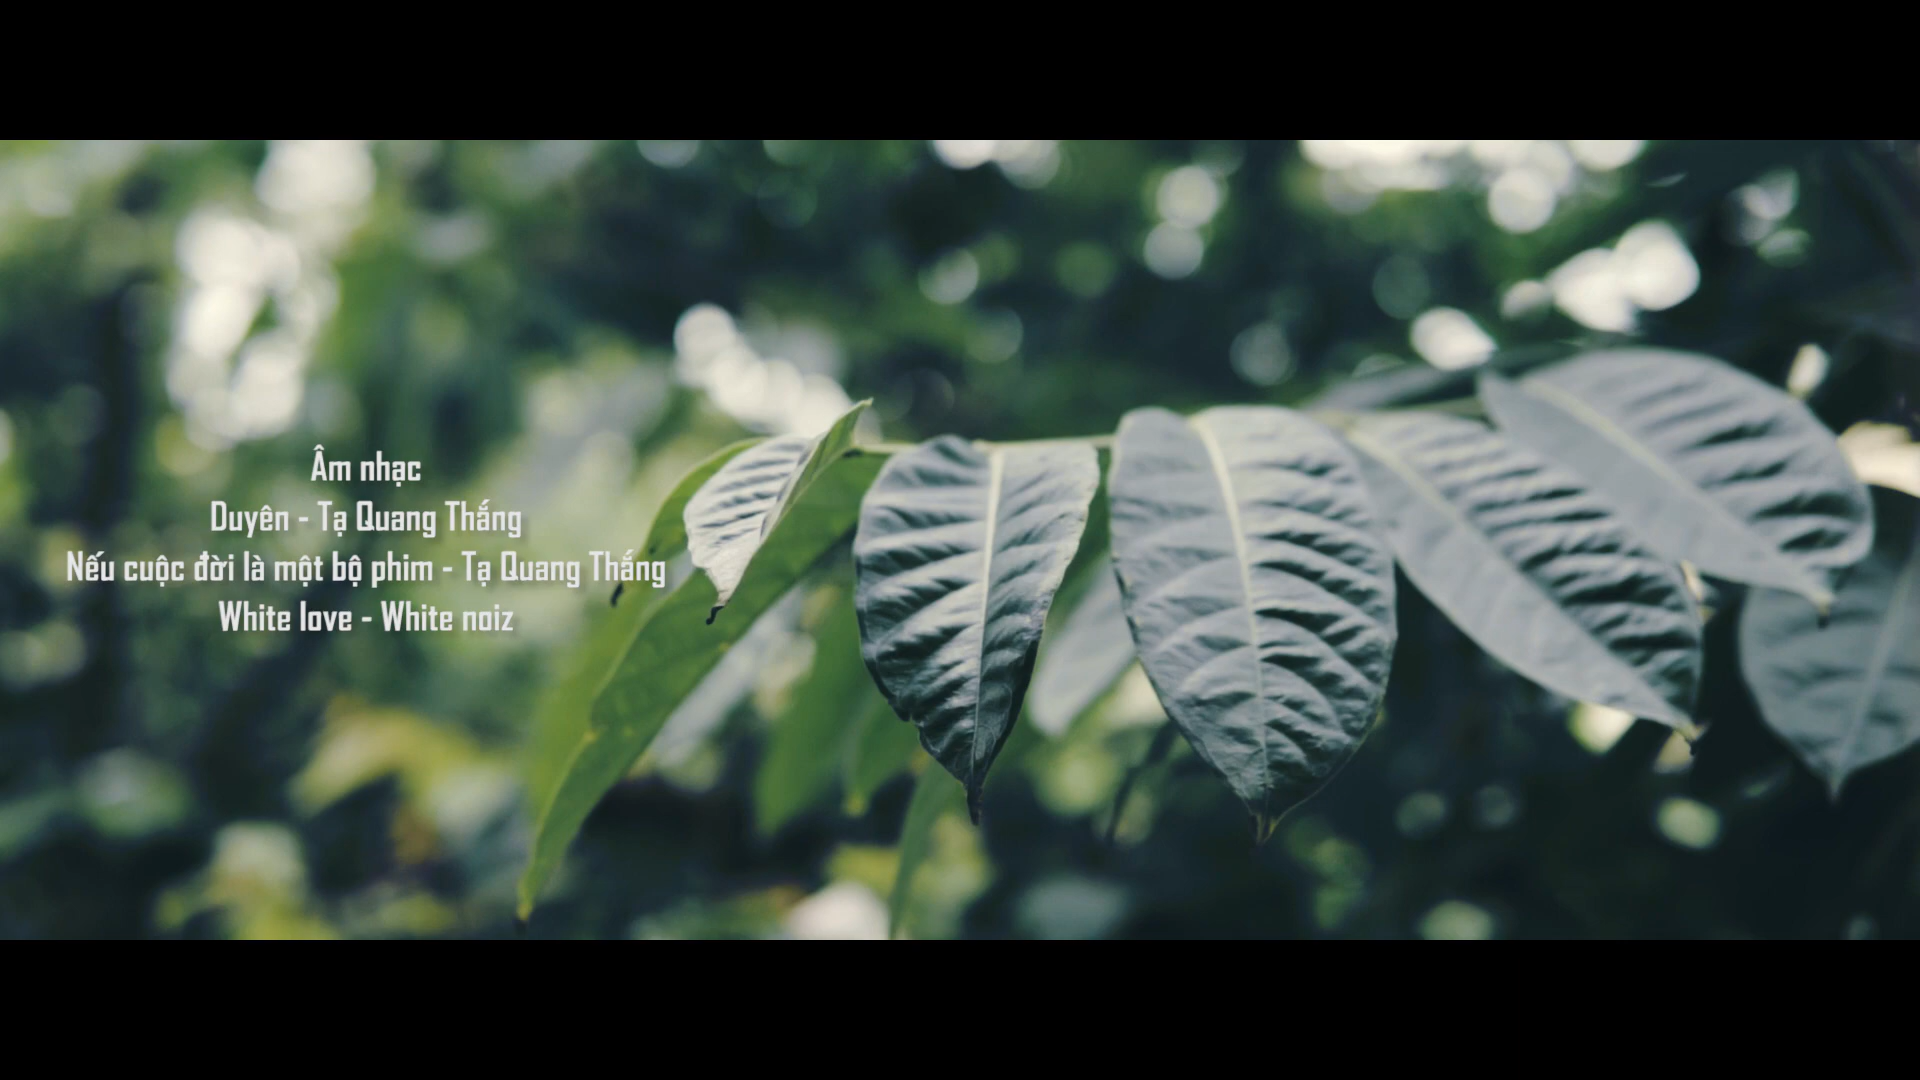 Âm nhạc
Duyên - Tạ Quang Thắng
Nếu cuộc đời là một bộ phim - Tạ Quang Thắng
White love - White noiz